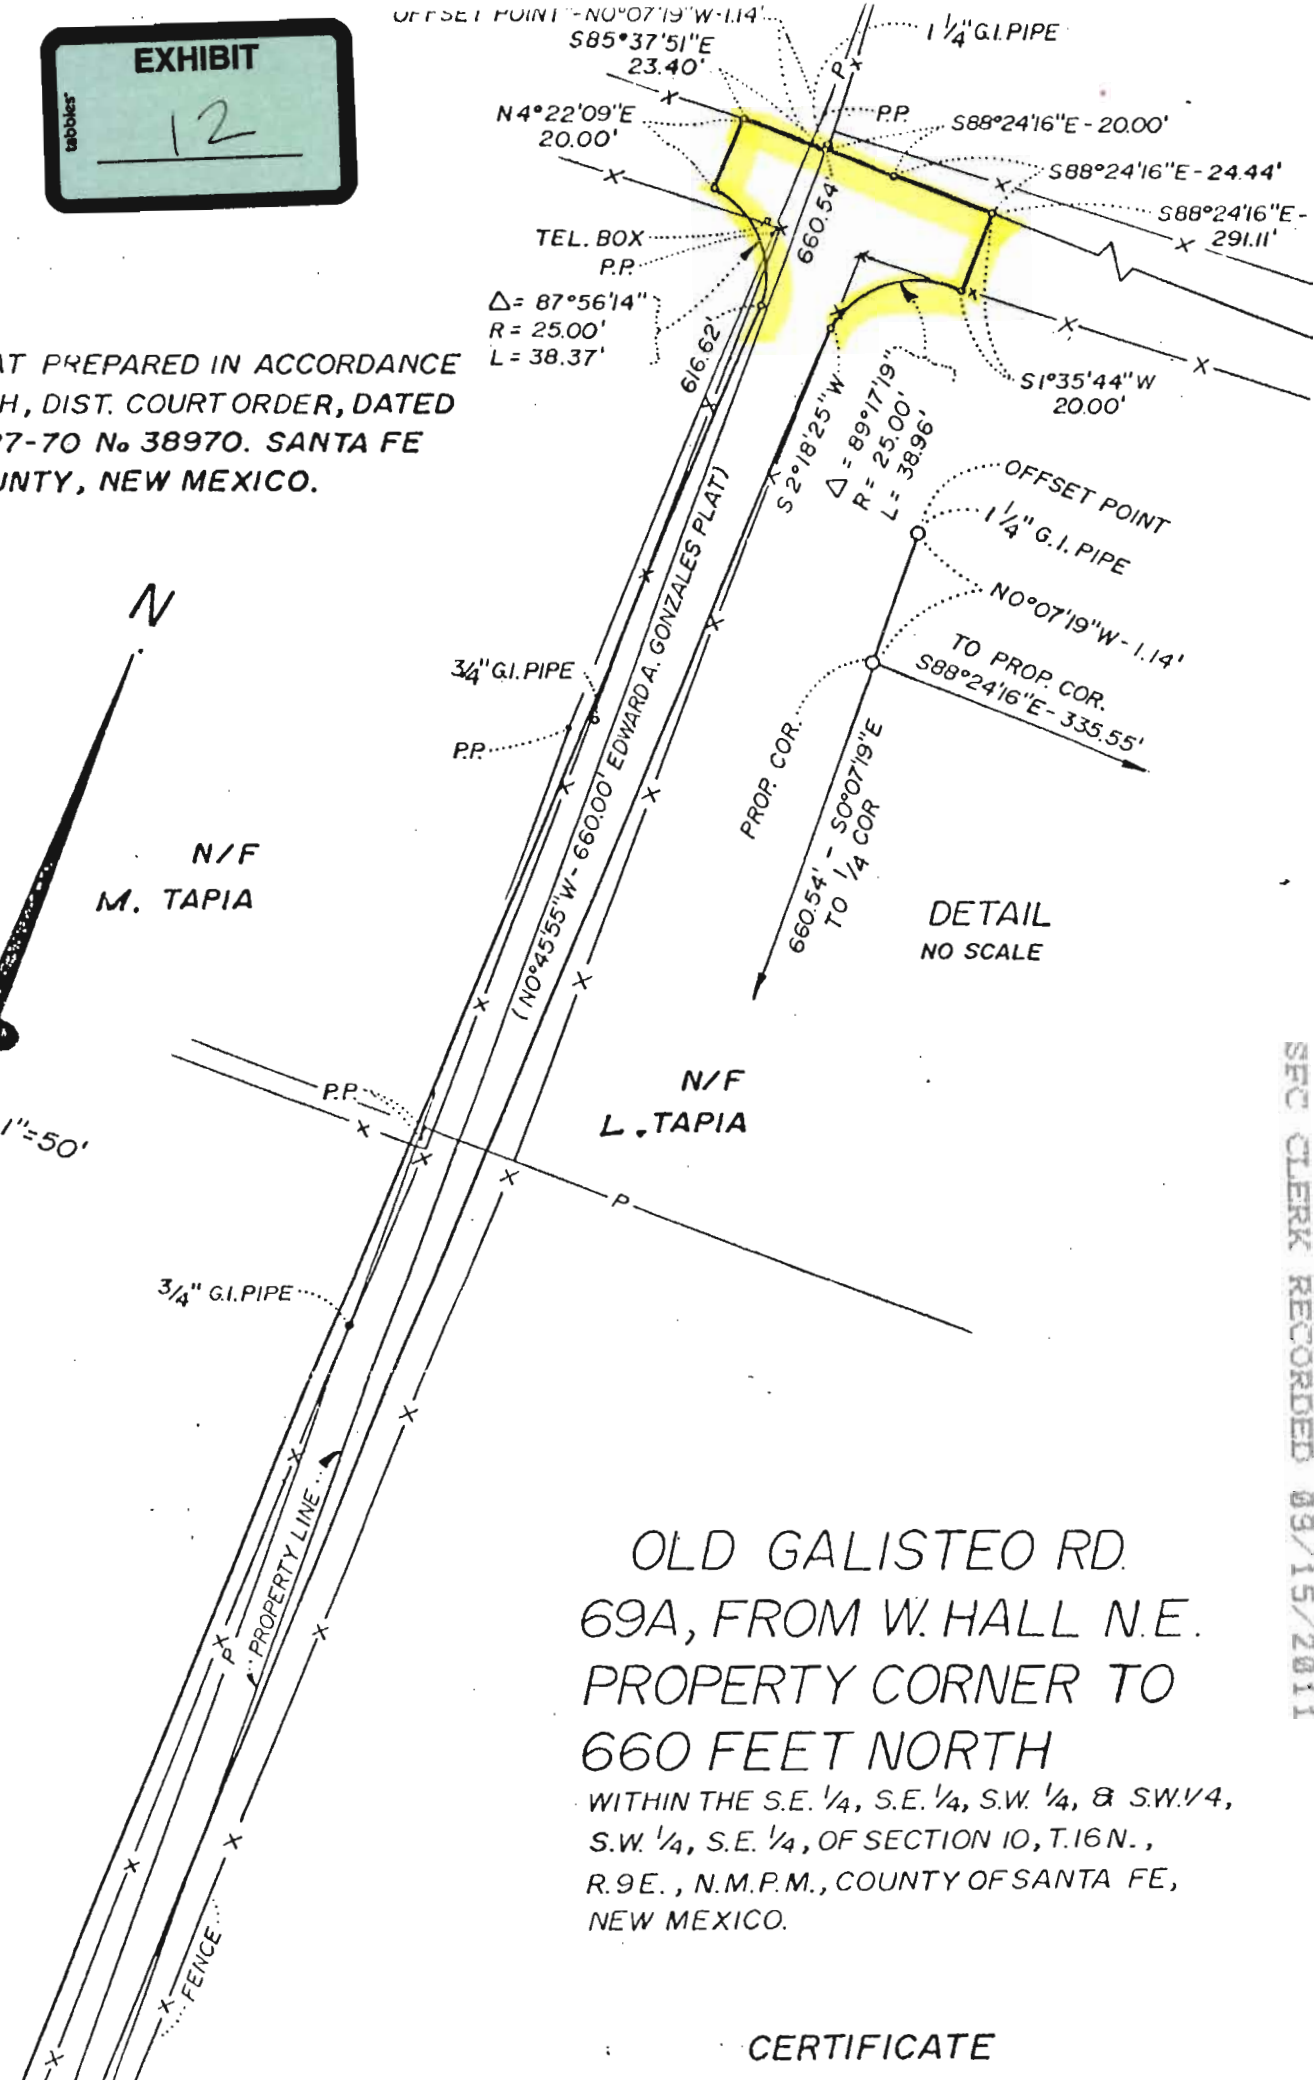 EXHIBIT
12
tabbies®
OFFSET POINT - N0°07'19"W-1.14'
S85°37'51"E
23.40'
1 1/4" G.I. PIPE
N4°22'09"E
20.00'
P.P.
S88°24'16"E - 20.00'
S88°24'16"E - 24.44'
S88°24'16"E -
291.11'
P
TEL. BOX
P.P.
660.54'
Δ= 87°56'14"
R = 25.00'
L = 38.37'
616.62'
S1°35'44"W
20.00'
S 2°18'25"W
Δ = 89°17'19"
R = 25.00'
L = 38.96'
AT PREPARED IN ACCORDANCE
H, DIST. COURT ORDER, DATED
27-70 No 38970. SANTA FE
UNTY, NEW MEXICO.
N
OFFSET POINT
1 1/4" G.I. PIPE
N0°07'19"W - 1.14'
TO PROP. COR.
S88°24'16"E - 335.55'
PROP. COR.
660.54' - S0°07'19"E
TO 1/4 COR
DETAIL
NO SCALE
3/4" G.I. PIPE
P.P.
(N0°45'55"W - 660.00' EDWARD A. GONZALES PLAT)
N/F
M. TAPIA
N/F
L. TAPIA
1"=50'
P.P.
P
3/4" G.I. PIPE
PROPERTY LINE
P
FENCE
OLD GALISTEO RD.
69A, FROM W. HALL N.E.
PROPERTY CORNER TO
660 FEET NORTH
WITHIN THE S.E. 1/4, S.E. 1/4, S.W. 1/4, & S.W. 1/4,
S.W. 1/4, S.E. 1/4, OF SECTION 10, T.16 N.,
R.9E., N.M.P.M., COUNTY OF SANTA FE,
NEW MEXICO.
CERTIFICATE
SFC CLERK RECORDED 09/15/2011